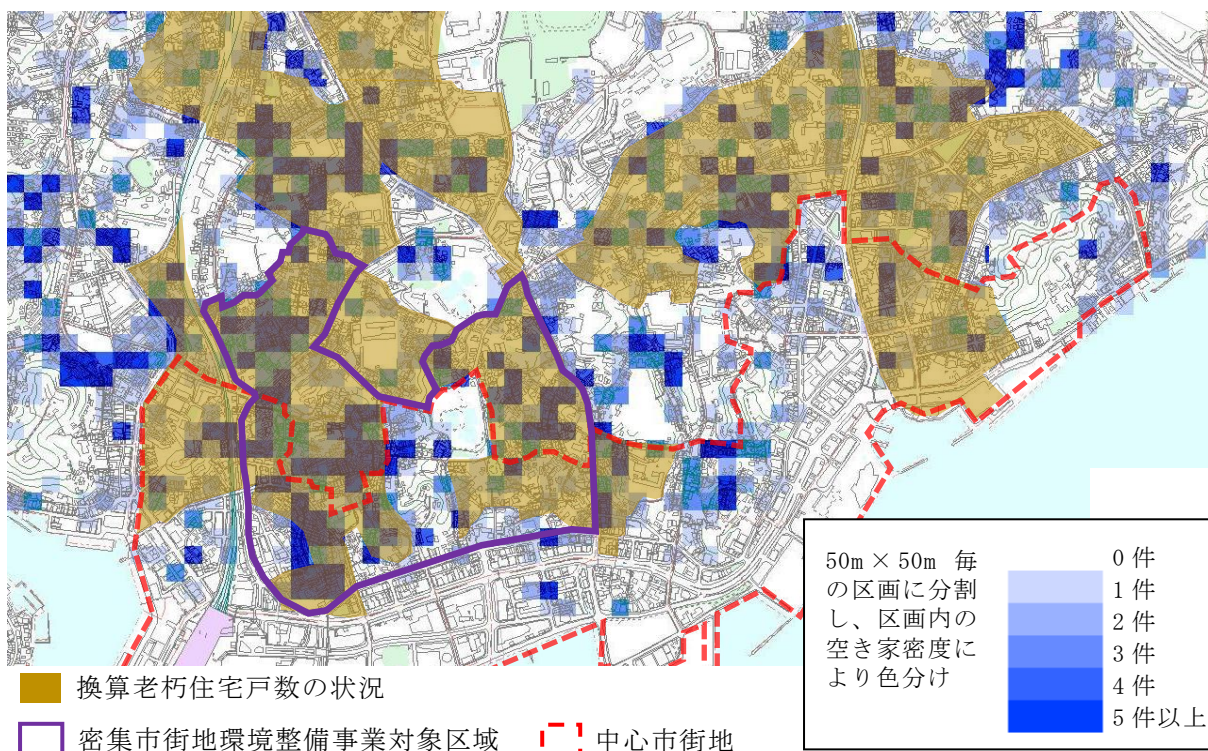 50m×50m 毎
の区画に分割
し、区画内の
空き家密度に
より色分け
0 件
1 件
2 件
3 件
4 件
5 件以上
換算老朽住宅戸数の状況
密集市街地環境整備事業対象区域
中心市街地